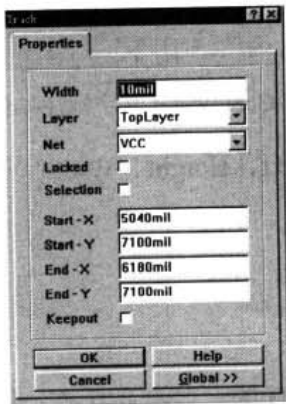 Track
Properties
Width 10mil
Layer TopLayer
Net VCC
Locked
Selection
Start - X 5040mil
Start - Y 7100mil
End - X 6180mil
End - Y 7100mil
Keepout
OK Help
Cancel Global >>